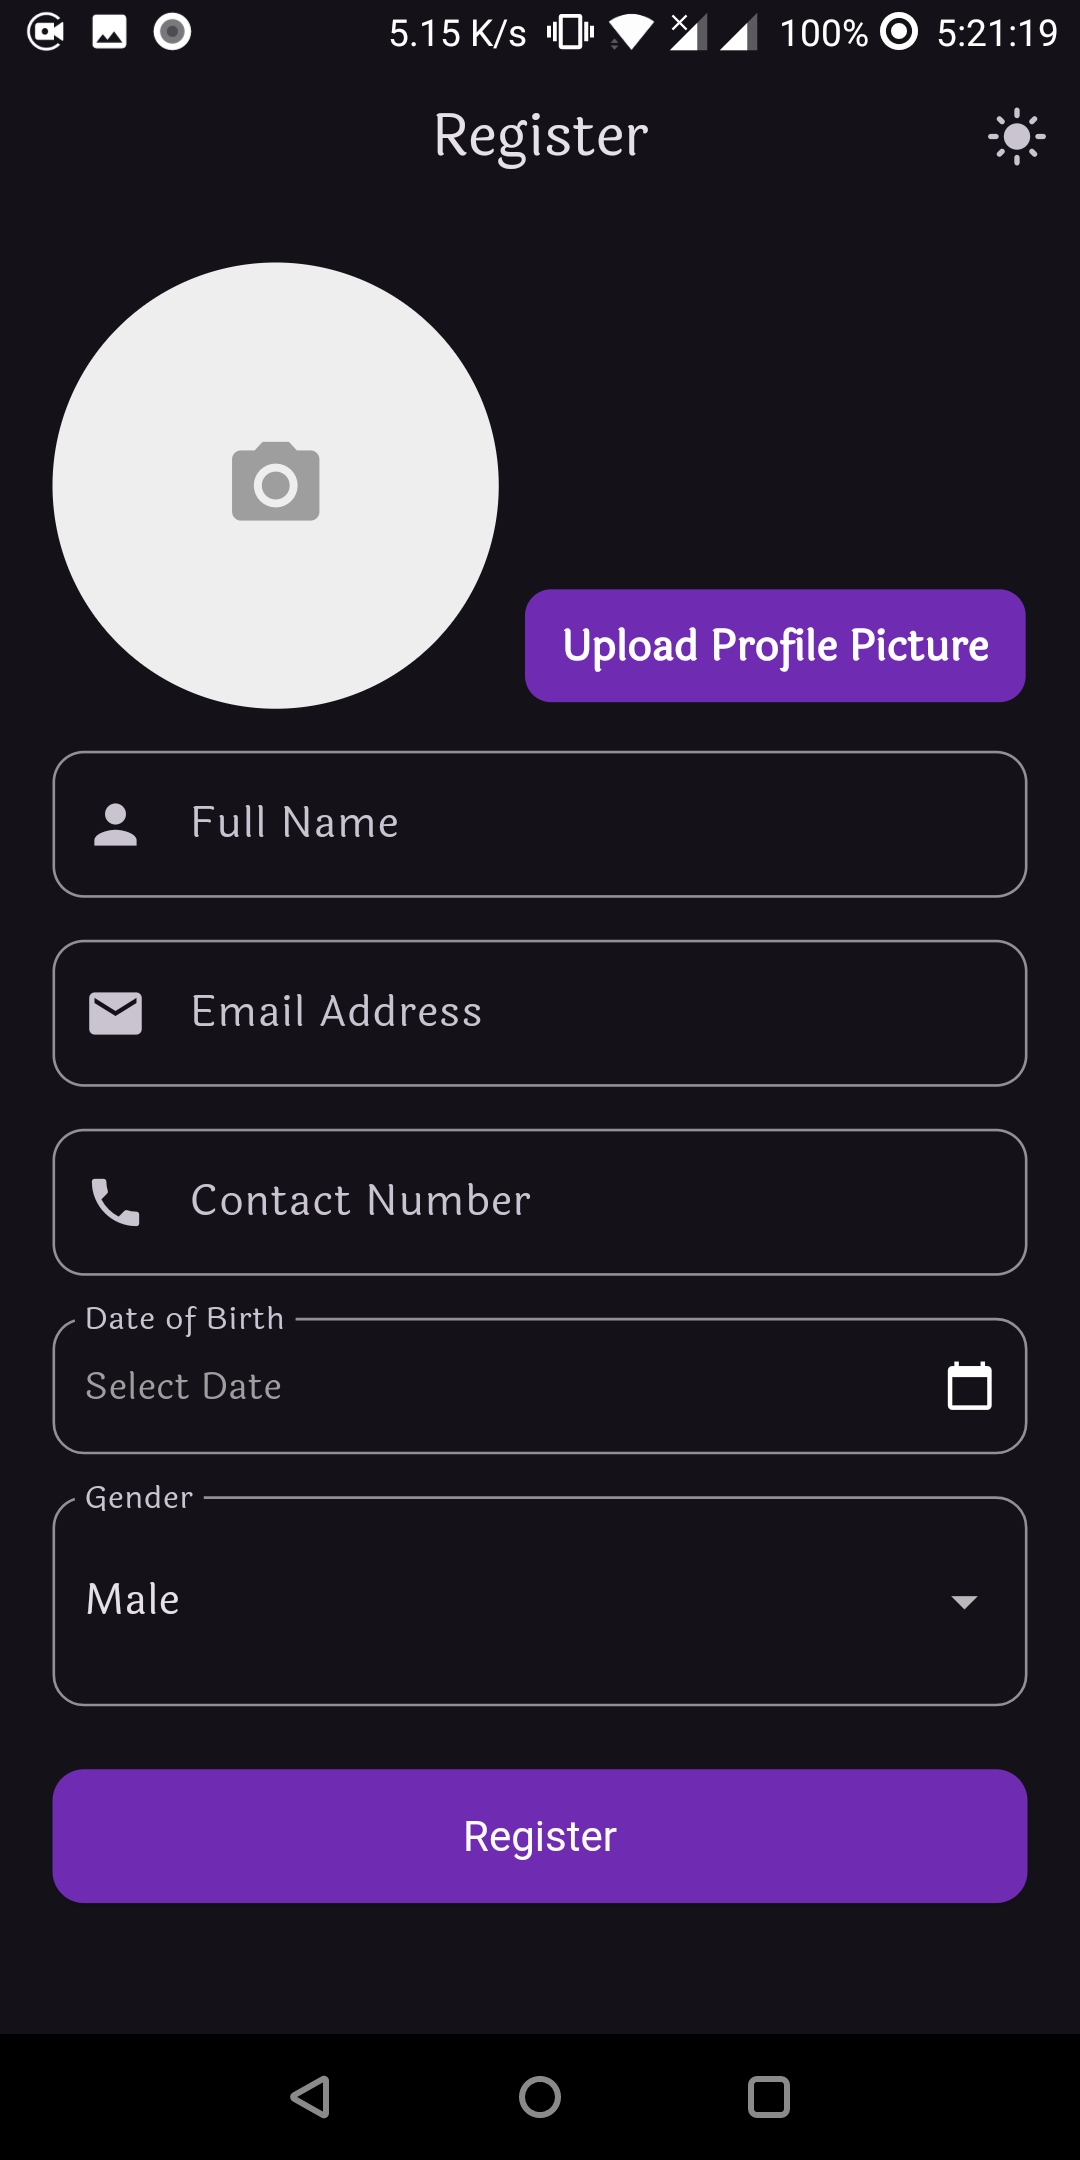 5.15 K/s 100% 5:21:19
Register
Upload Profile Picture
Full Name
Email Address
Contact Number
Date of Birth
Select Date
Gender
Male
Register